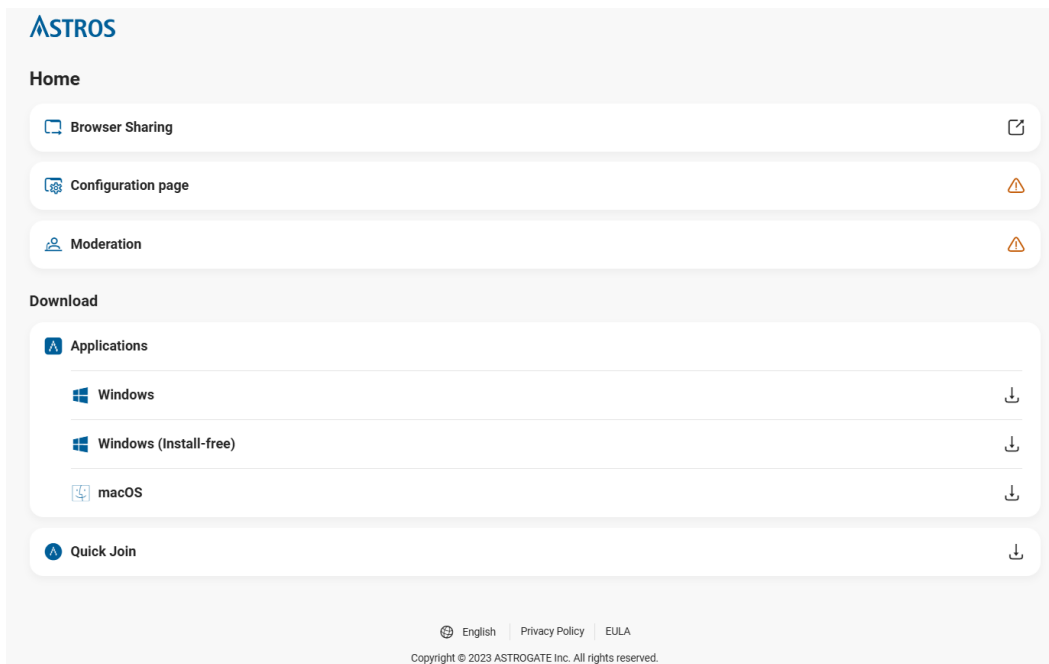 ASTROS
Home
Browser Sharing
Configuration page
Moderation
Download
Applications
Windows
Windows (Install-free)
macOS
Quick Join
English Privacy Policy EULA
Copyright © 2023 ASTROGATE Inc. All rights reserved.